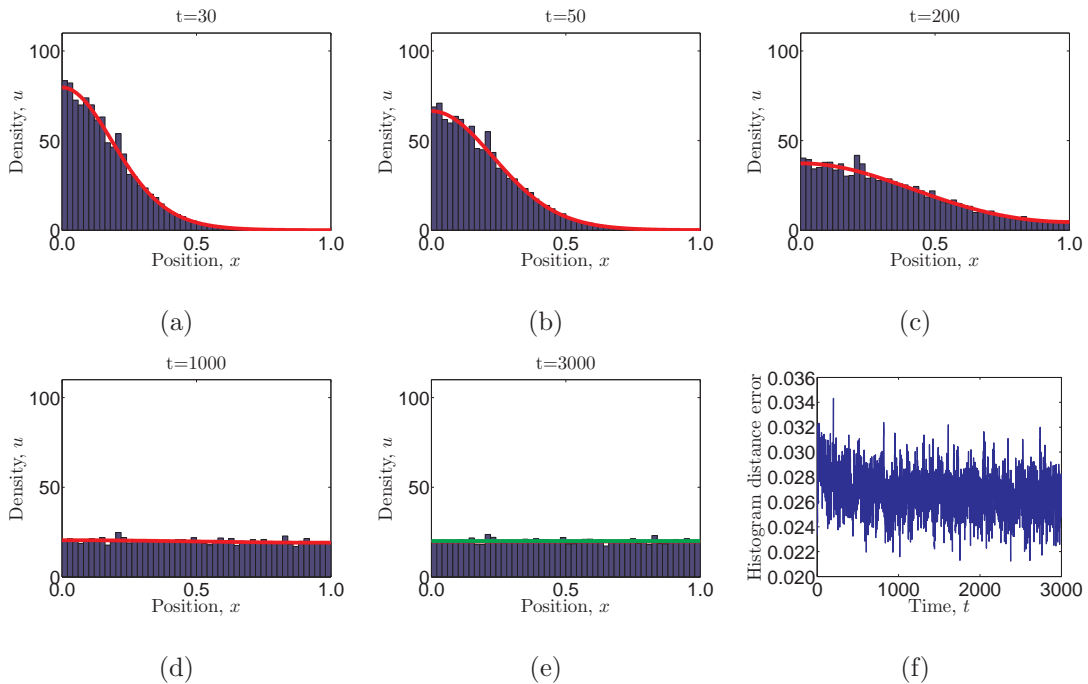 t=30
100
50
0
0.0 0.5 1.0
Density, u
Position, x
(a)
t=50
100
50
0
0.0 0.5 1.0
Density, u
Position, x
(b)
t=200
100
50
0
0.0 0.5 1.0
Density, u
Position, x
(c)
t=1000
100
50
0
0.0 0.5 1.0
Density, u
Position, x
(d)
t=3000
100
50
0
0.0 0.5 1.0
Density, u
Position, x
(e)
0.036
0.034
0.032
0.030
0.028
0.026
0.024
0.022
0.020
0 1000 2000 3000
Histogram distance error
Time, t
(f)